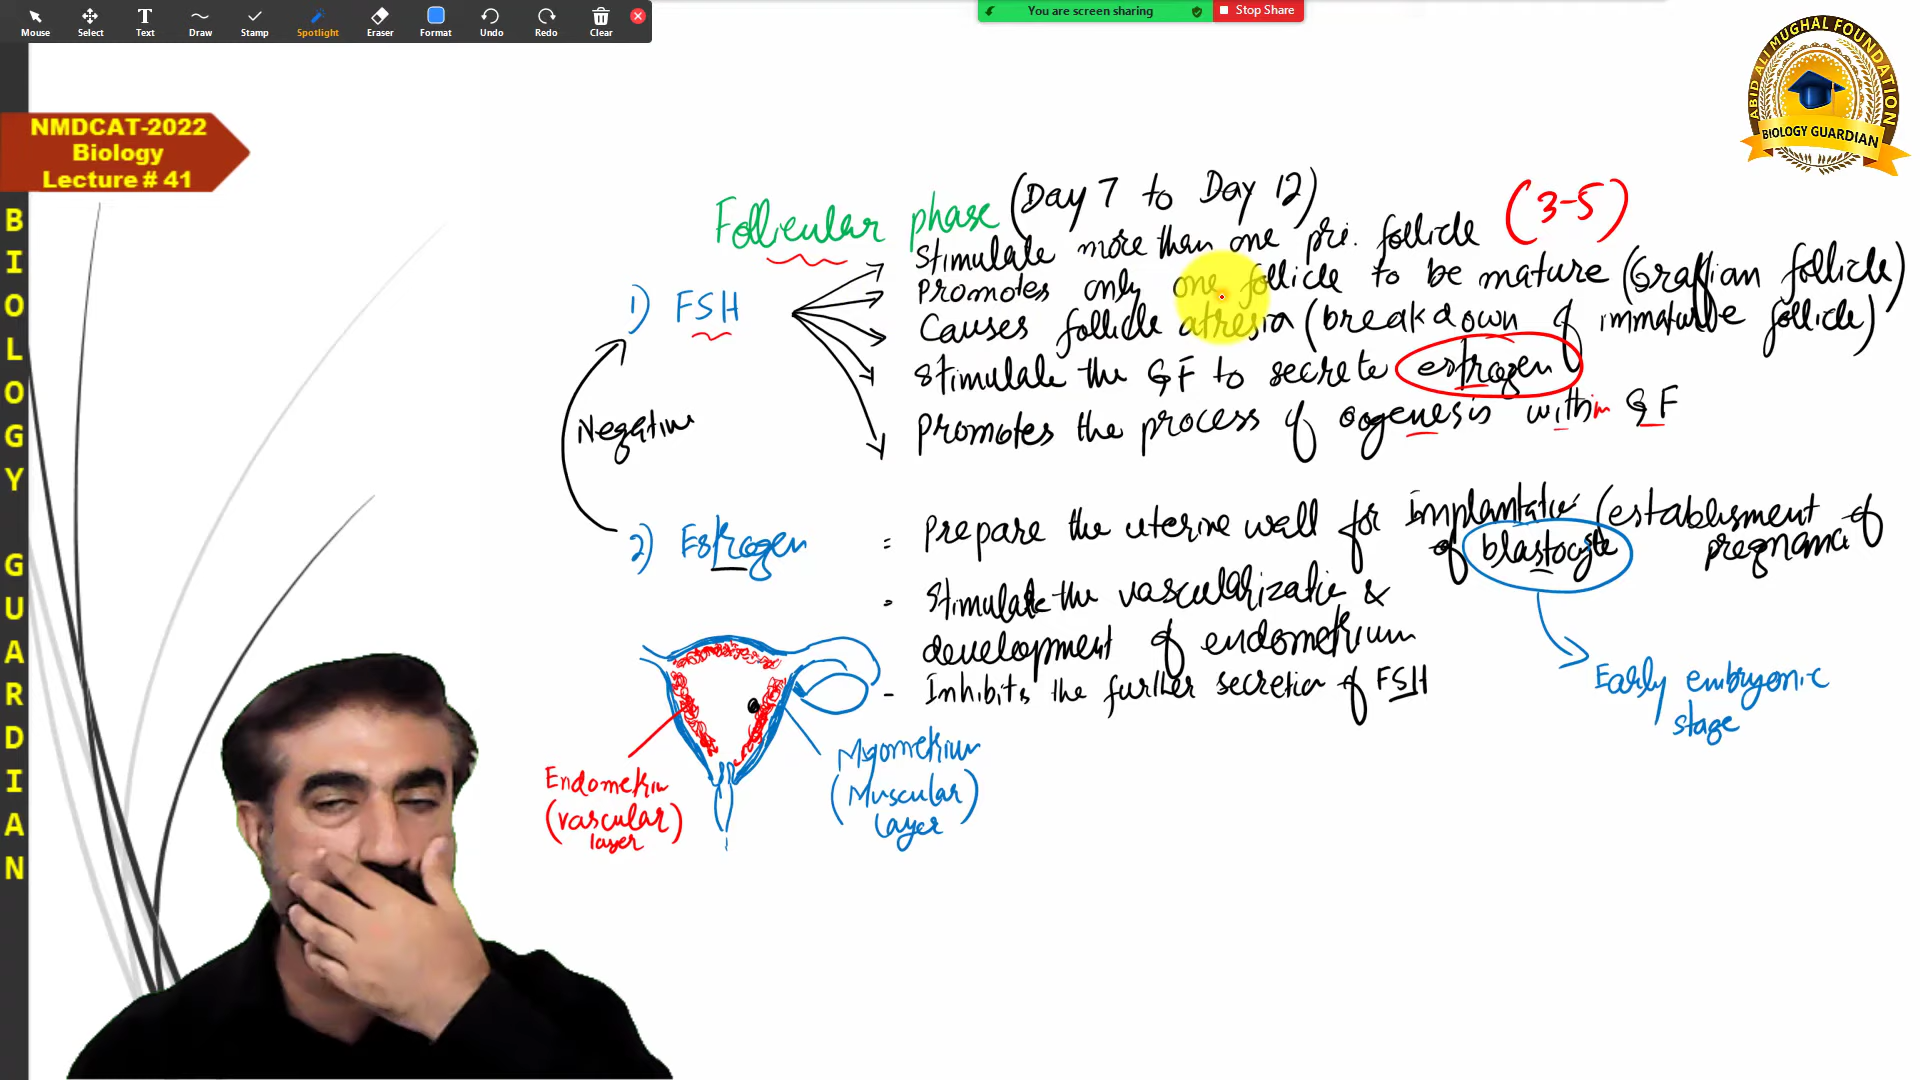 Mouse Select Text Draw Stamp Spotlight Eraser Format Undo Redo Clear
You are screen sharing Stop Share
ABID ALI MUGHAL FOUNDATION
BIOLOGY GUARDIAN
NMDCAT-2022
Biology
Lecture # 41
BIOLOGY GUARDIAN
Follicular phase (Day 7 to Day 12)
1) FSH
Stimulate more than one pri. follicle (3-5)
Promotes only one follicle to be mature (Graffian follicle)
Causes follicle atresia (breakdown of immature follicle)
Stimulate the GF to secrete estrogen
Promotes the process of oogenesis within GF
Negative
2) Estrogen
= Prepare the uterine wall for Implantatio (establisment of
of blastocyte pregnanci
= Stimulate the vascularizatio &
development of endometrium
- Inhibits the further secretion of FSH
Early embryonic
stage
Endometriu
(vascular)
layer
Myometrium
(Muscular)
layer